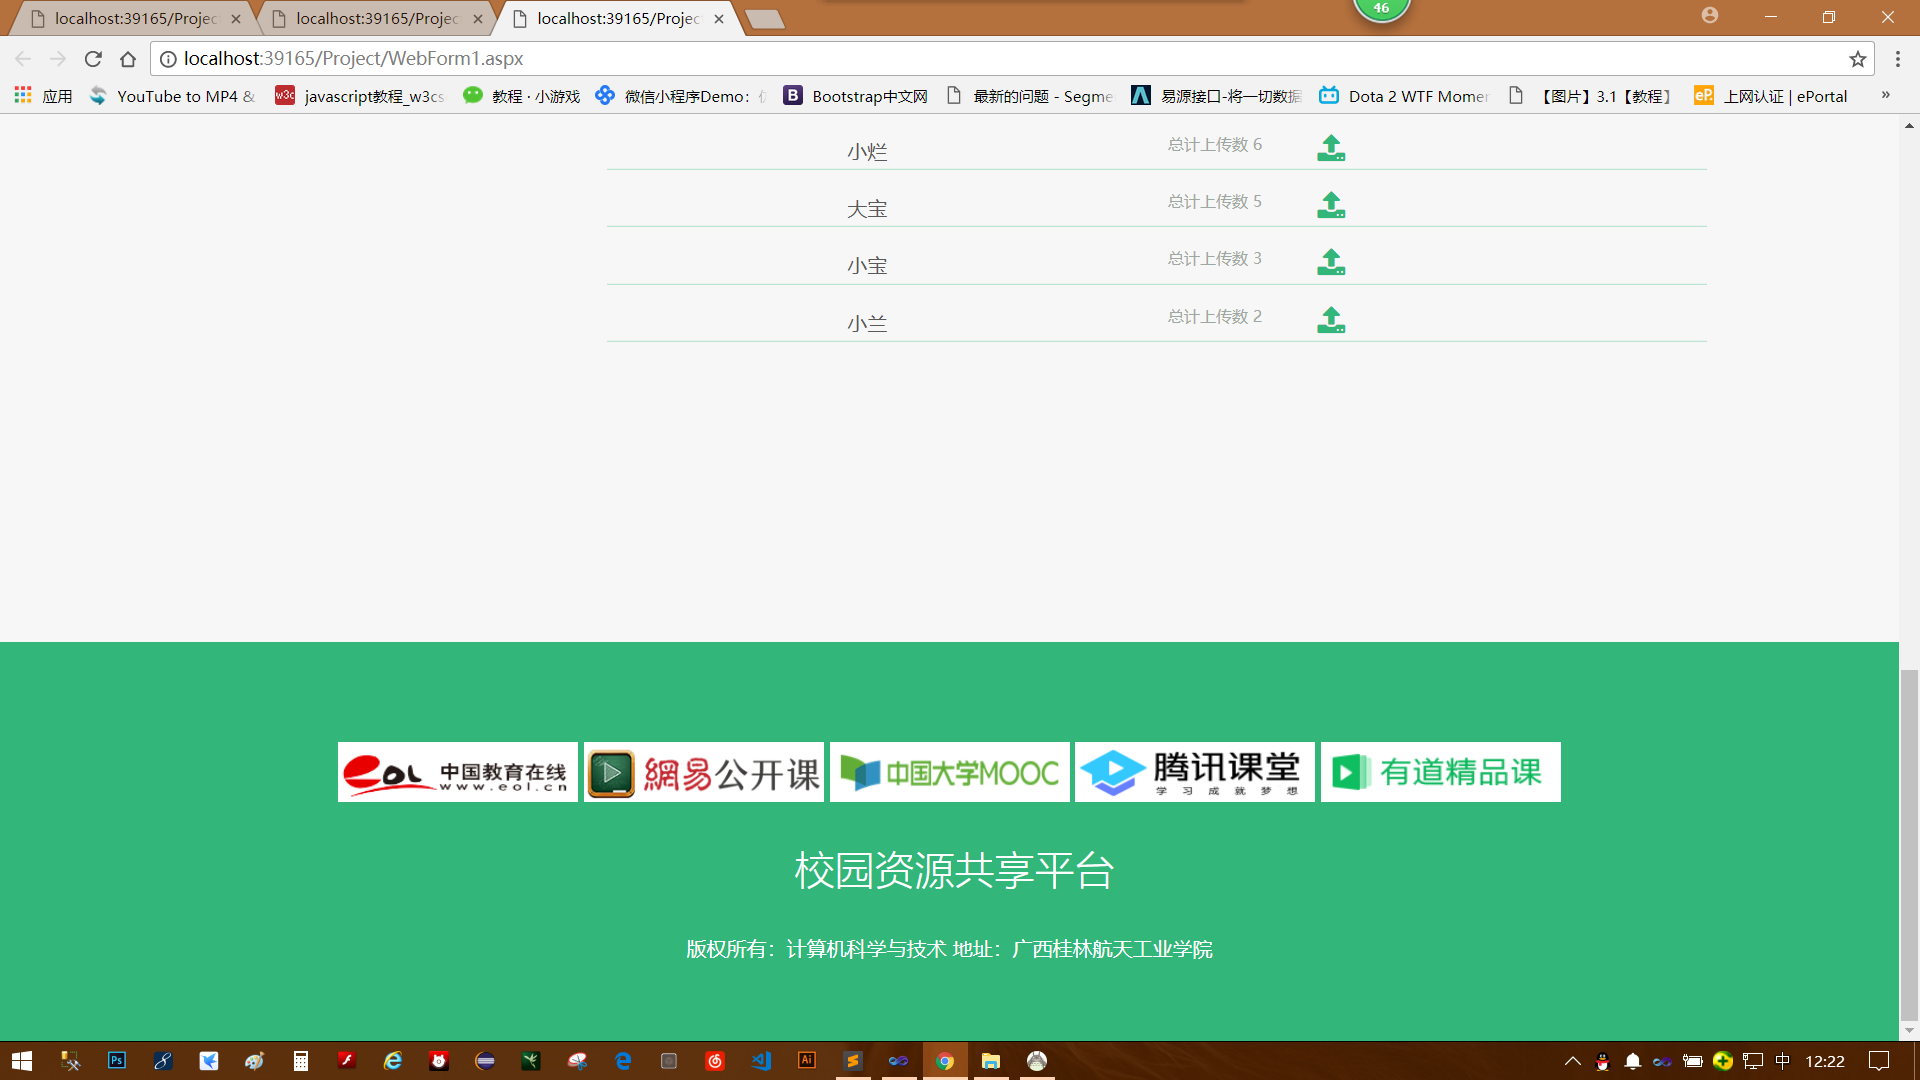 localhost:39165/Projec
localhost:39165/Projec
localhost:39165/Projec
46
localhost:39165/Project/WebForm1.aspx
应用
YouTube to MP4 &
w3c
javascript教程_w3cs
教程 · 小游戏
微信小程序Demo：
B
Bootstrap中文网
最新的问题 - Segme
易源接口-将一切数据
Dota 2 WTF Momen
【图片】3.1【教程】
eP.
上网认证 | ePortal
»
小烂
总计上传数 6
大宝
总计上传数 5
小宝
总计上传数 3
小兰
总计上传数 2
eoL 中国教育在线
www.eol.cn
網易公开课
中国大学MOOC
腾讯课堂
学习成就梦想
有道精品课
校园资源共享平台
版权所有：计算机科学与技术 地址：广西桂林航天工业学院
Ps
Ai
中
12:22